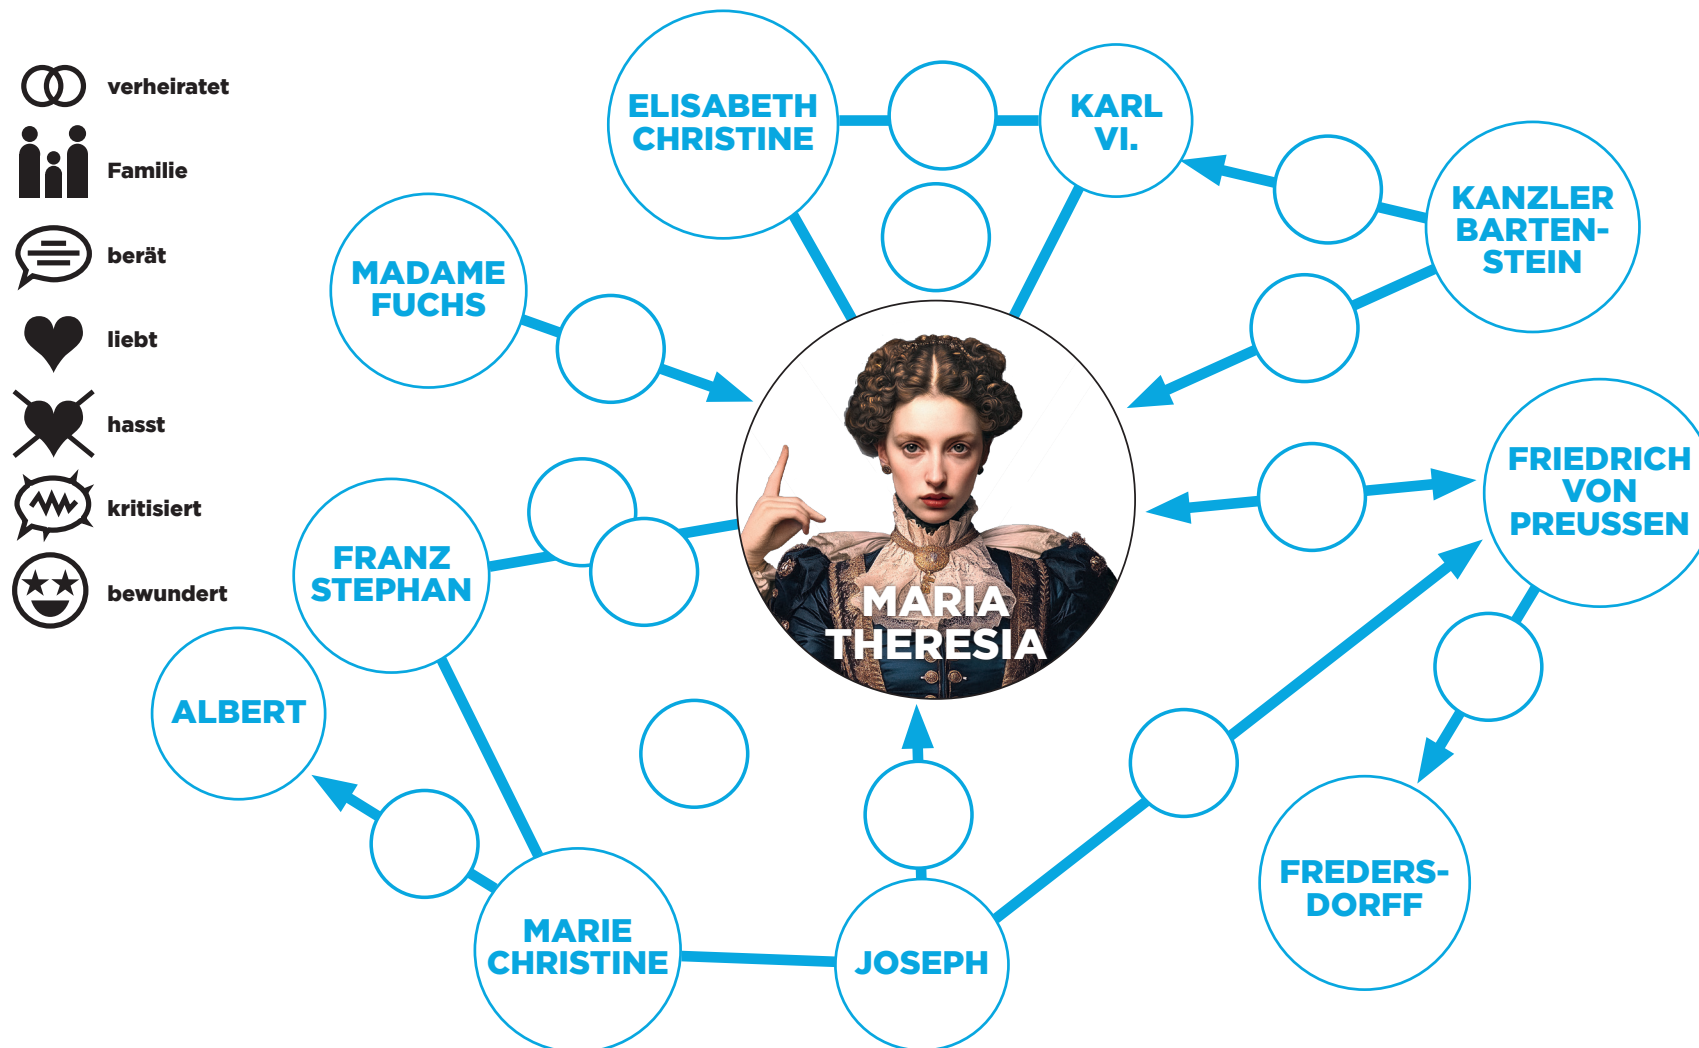 verheiratet
Familie
berät
liebt
hasst
kritisiert
bewundert
ELISABETH
CHRISTINE
KARL
VI.
KANZLER
BARTEN-
STEIN
MADAME
FUCHS
FRIEDRICH
VON
PREUSSEN
FRANZ
STEPHAN
MARIA
THERESIA
ALBERT
FREDERS-
DORFF
MARIE
CHRISTINE
JOSEPH